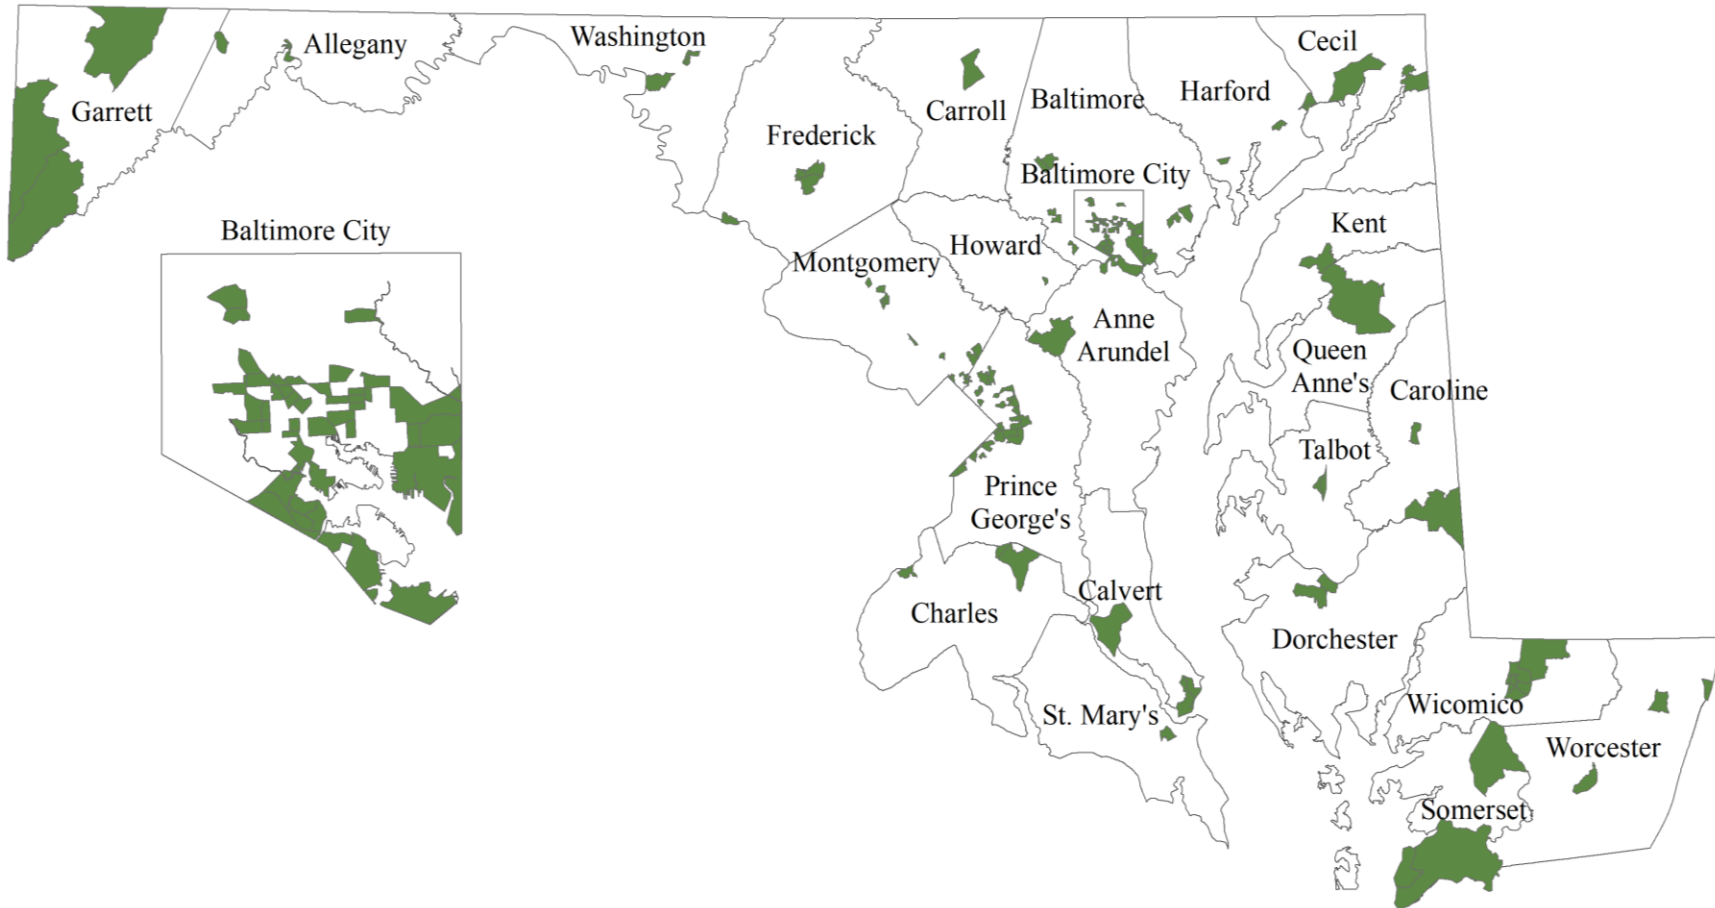 Washington
Cecil
Allegany
Harford
Baltimore
Garrett
Carroll
Frederick
Baltimore City
Kent
Baltimore City
Howard
Montgomery
Anne
Arundel
Queen
Anne's
Caroline
Talbot
Prince
George's
Calvert
Charles
Dorchester
Wicomico
St. Mary's
Worcester
Somerset